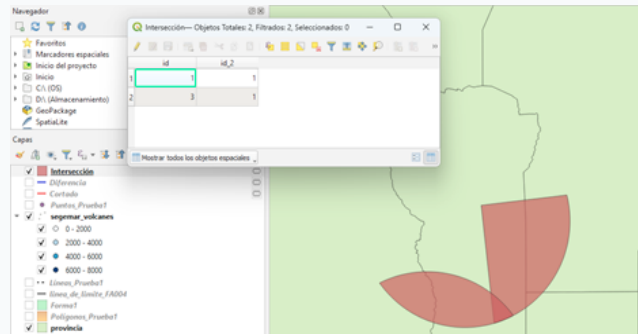 Navegador
Favoritos
Marcadores espaciales
Inicio del proyecto
Inicio
C:\ (OS)
D:\ (Almacenamiento)
GeoPackage
SpatiaLite
Capas
Intersección
Diferencia
Cortado
Puntos_Prueba1
segemar_volcanes
0 - 2000
2000 - 4000
4000 - 6000
6000 - 8000
Lineas_Prueba1
linea_de_limite_FA004
Forma1
Poligonos_Prueba1
provincia
Intersección— Objetos Totales: 2, Filtrados: 2, Seleccionados: 0
id id_2
1 1 1
2 3 1
Mostrar todos los objetos espaciales